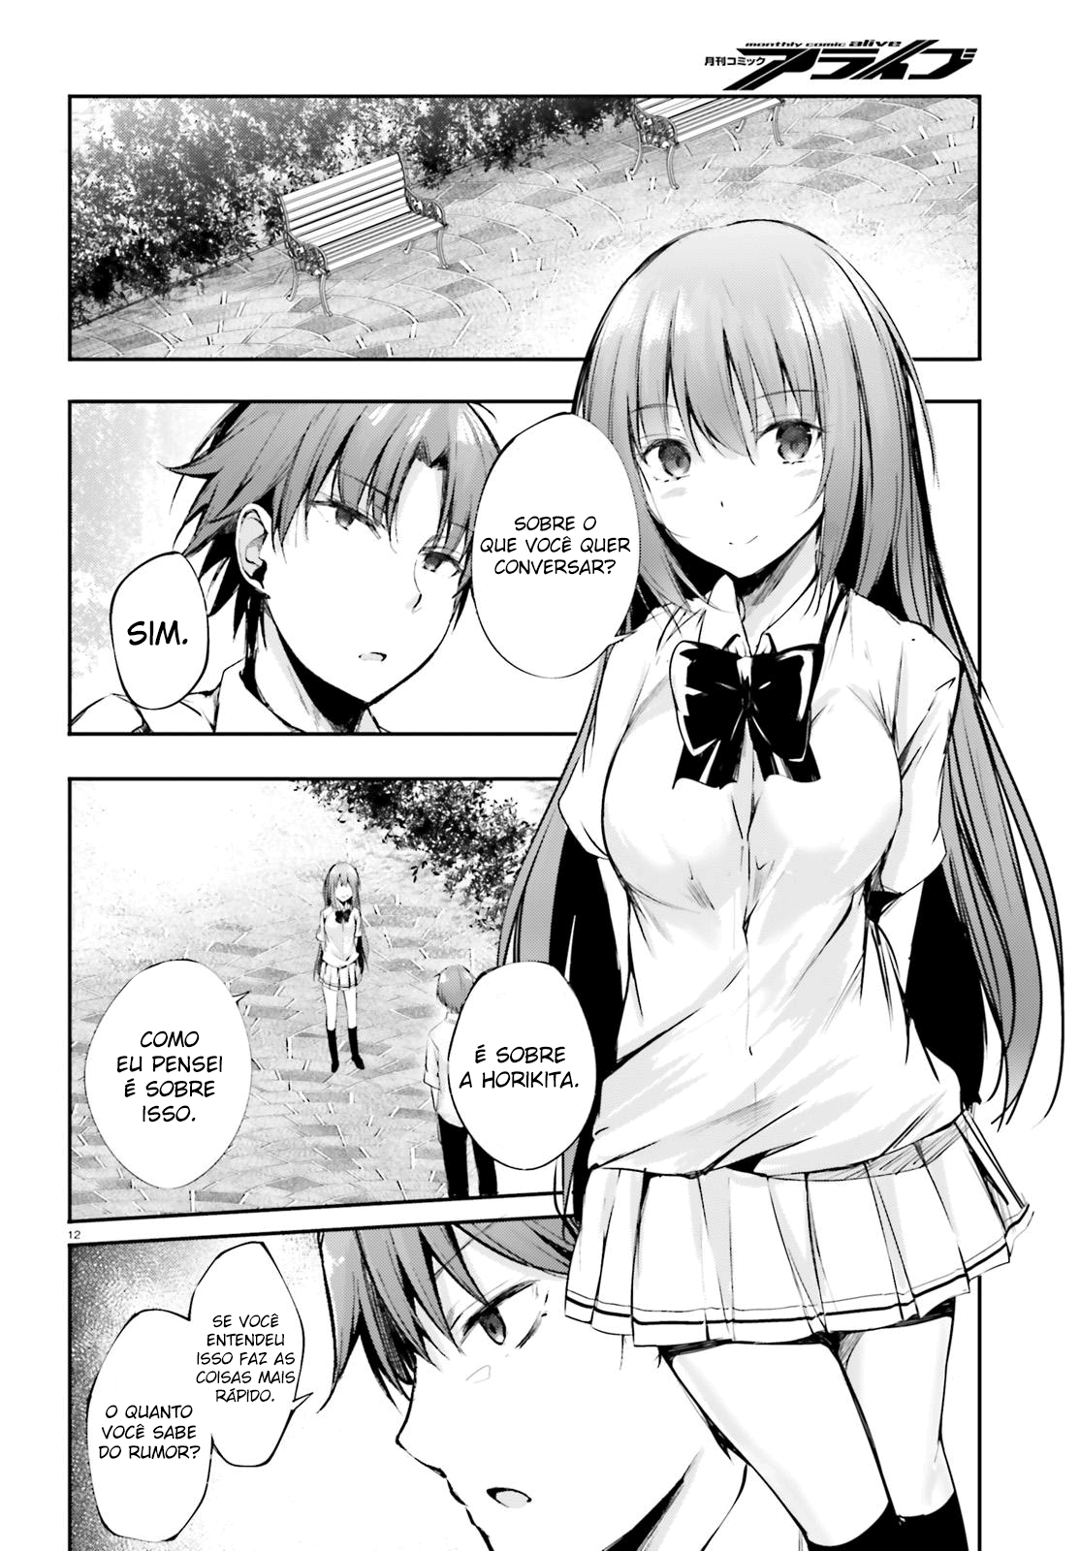 monthly comic alive
月刊コミック
アライブ
SOBRE O
QUE VOCÊ QUER
CONVERSAR?
SIM.
É SOBRE
A HORIKITA.
COMO
EU PENSEI
É SOBRE
ISSO.
12
SE VOCÊ
ENTENDEU
ISSO FAZ AS
COISAS MAIS
RÁPIDO.
O QUANTO
VOCÊ SABE
DO RUMOR?